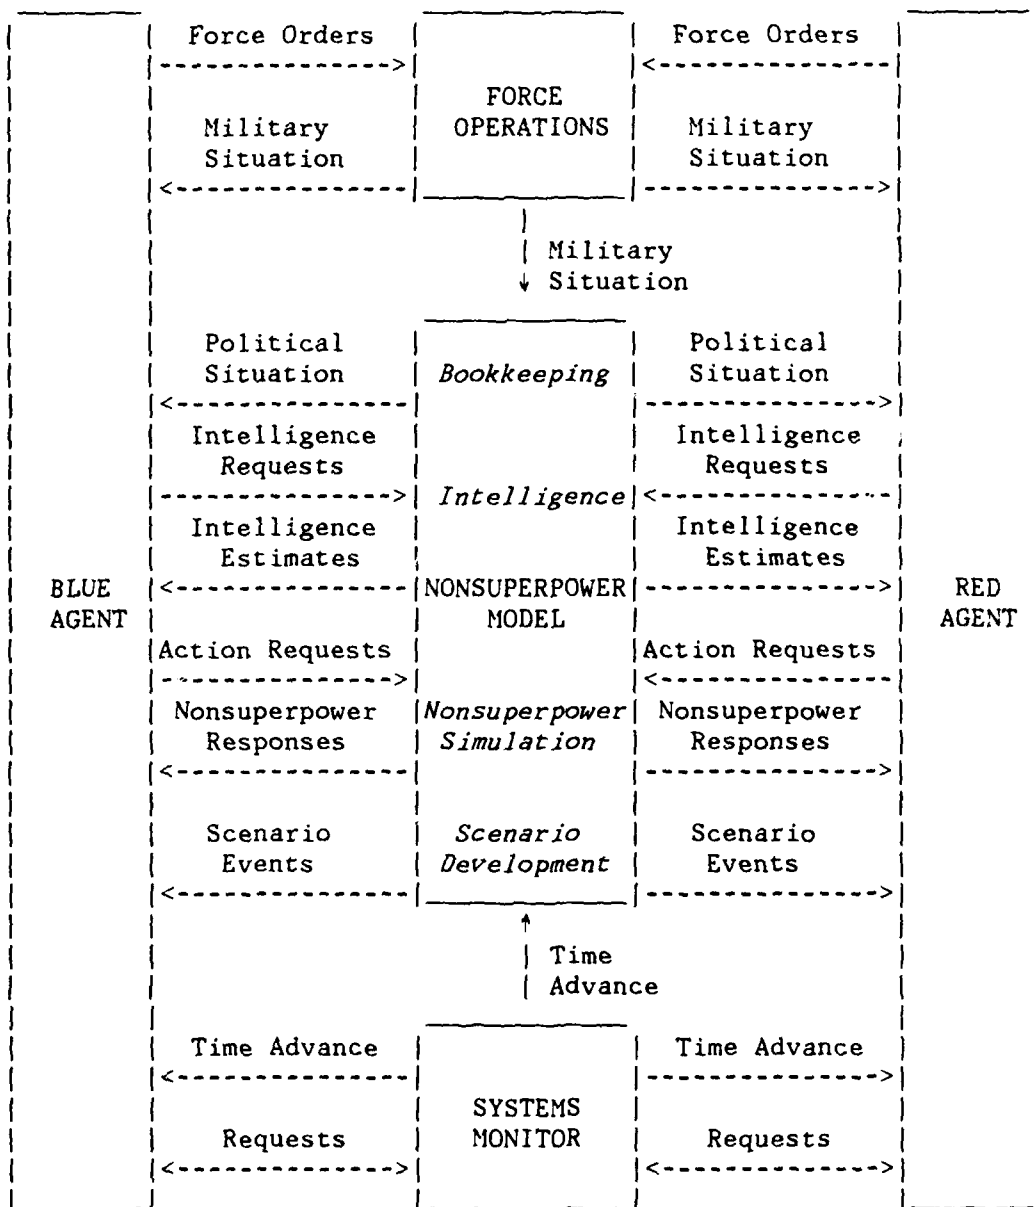 Force Orders
Force Orders
FORCE
OPERATIONS
Military
Situation
Military
Situation
Military
Situation
Political
Situation
Bookkeeping
Political
Situation
Intelligence
Requests
Intelligence
Intelligence
Requests
Intelligence
Estimates
Intelligence
Estimates
BLUE
AGENT
NONSUPERPOWER
MODEL
RED
AGENT
Action Requests
Action Requests
Nonsuperpower
Responses
Nonsuperpower
Simulation
Nonsuperpower
Responses
Scenario
Events
Scenario
Development
Scenario
Events
Time
Advance
Time Advance
Time Advance
SYSTEMS
MONITOR
Requests
Requests